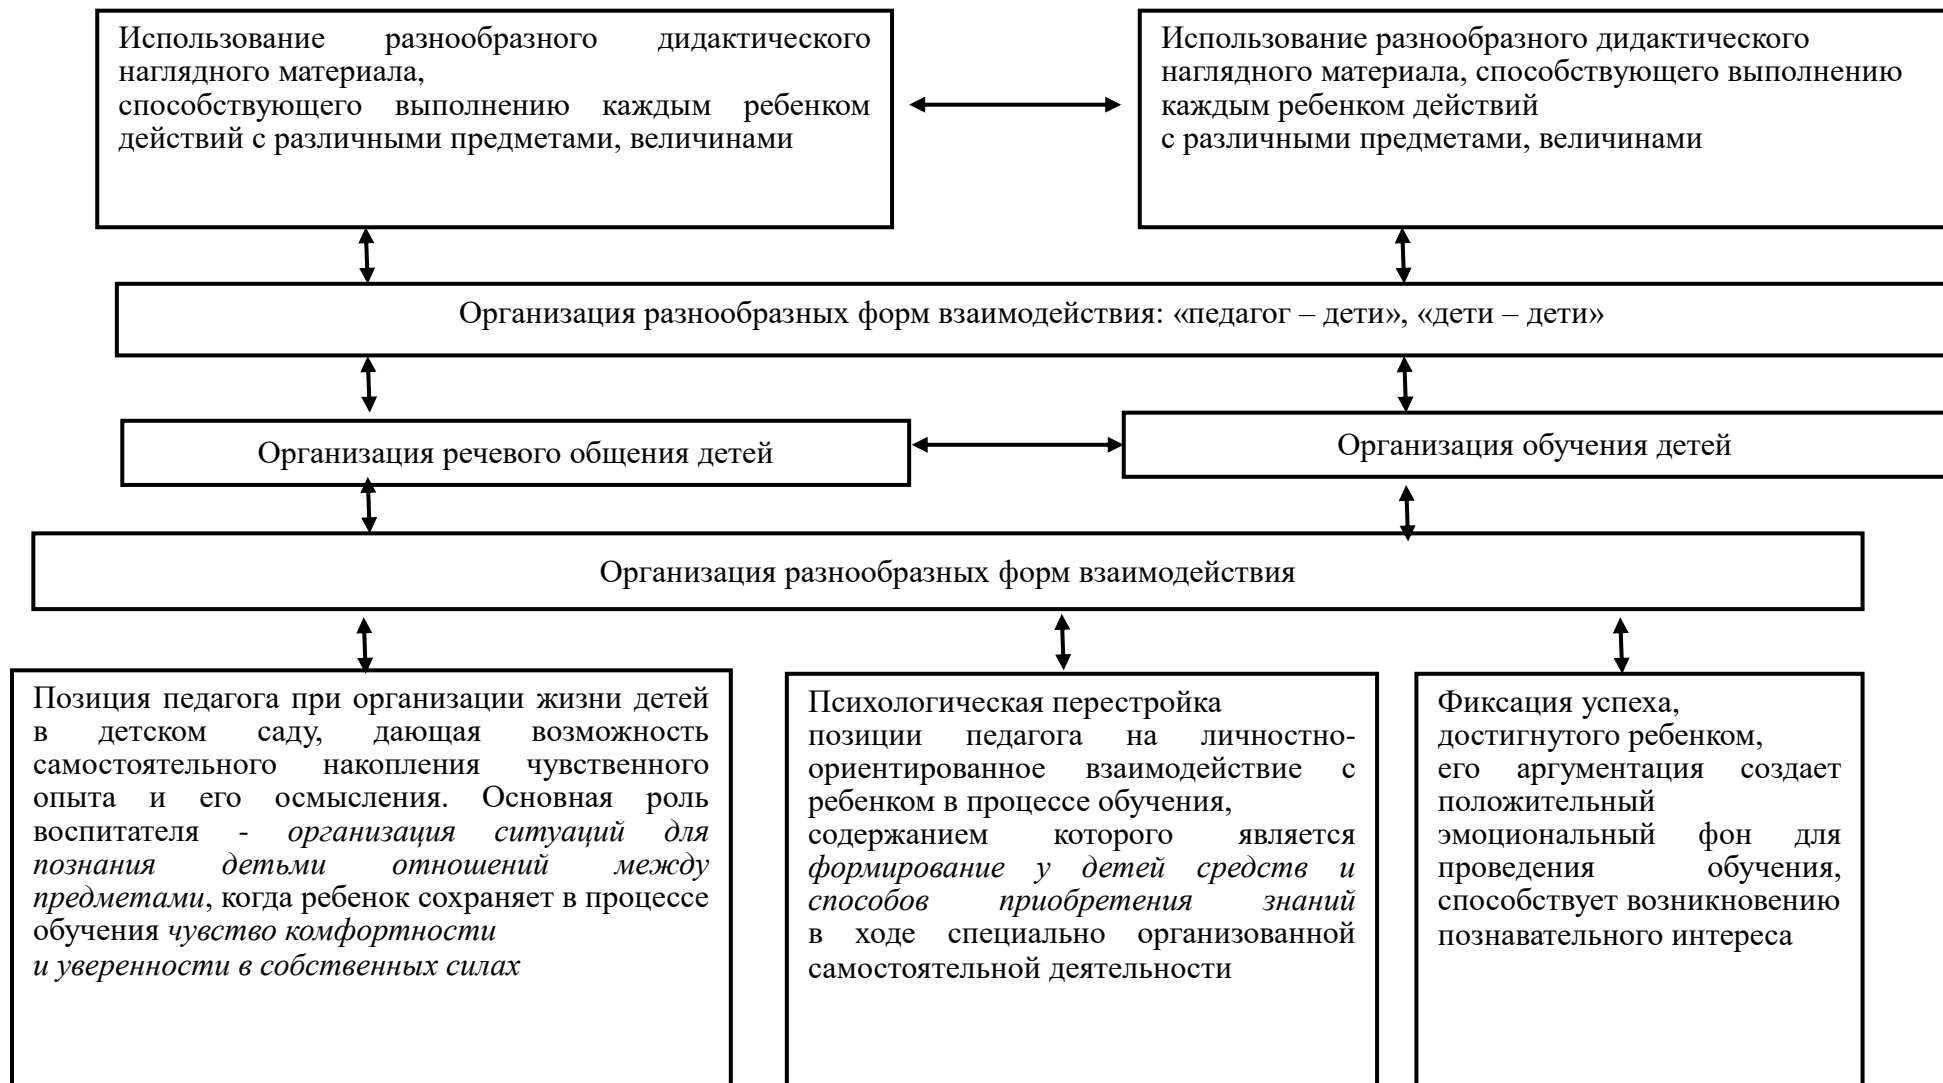 Использование разнообразного дидактического
наглядного материала,
способствующего выполнению каждым ребенком
действий с различными предметами, величинами
Использование разнообразного дидактического
наглядного материала, способствующего выполнению
каждым ребенком действий
с различными предметами, величинами
Организация разнообразных форм взаимодействия: «педагог – дети», «дети – дети»
Организация речевого общения детей
Организация обучения детей
Организация разнообразных форм взаимодействия
Позиция педагога при организации жизни детей
в детском саду, дающая возможность
самостоятельного накопления чувственного
опыта и его осмысления. Основная роль
воспитателя - организация ситуаций для
познания детьми отношений между
предметами, когда ребенок сохраняет в процессе
обучения чувство комфортности
и уверенности в собственных силах
Психологическая перестройка
позиции педагога на личностно-
ориентированное взаимодействие с
ребенком в процессе обучения,
содержанием которого является
формирование у детей средств и
способов приобретения знаний
в ходе специально организованной
самостоятельной деятельности
Фиксация успеха,
достигнутого ребенком,
его аргументация создает
положительный
эмоциональный фон для
проведения обучения,
способствует возникновению
познавательного интереса